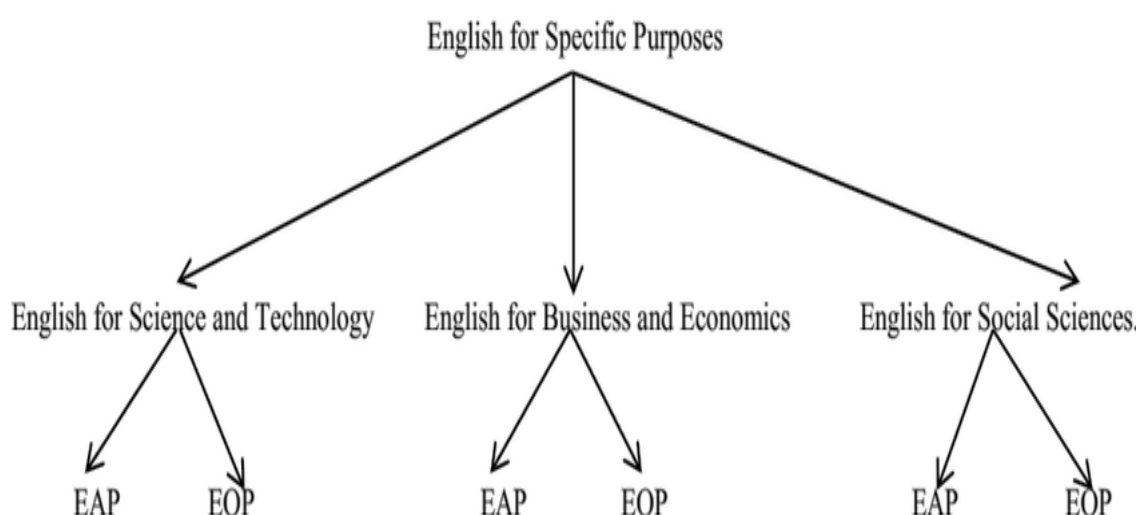 English for Specific Purposes
English for Science and Technology English for Business and Economics English for Social Sciences.
EAP EOP EAP EOP EAP EOP